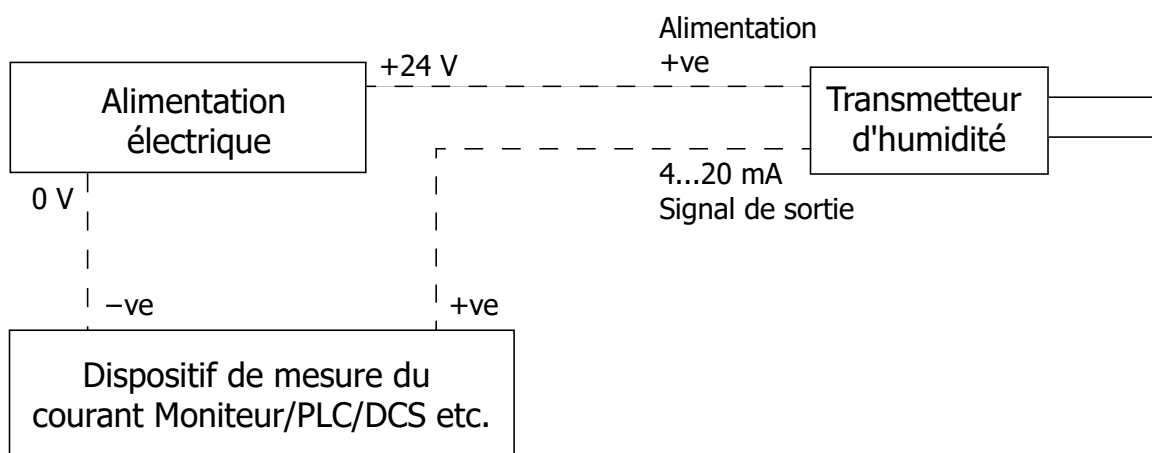 Alimentation
+ve
+24 V
Alimentation
électrique
Transmetteur
d'humidité
4...20 mA
Signal de sortie
0 V
−ve
+ve
Dispositif de mesure du
courant Moniteur/PLC/DCS etc.